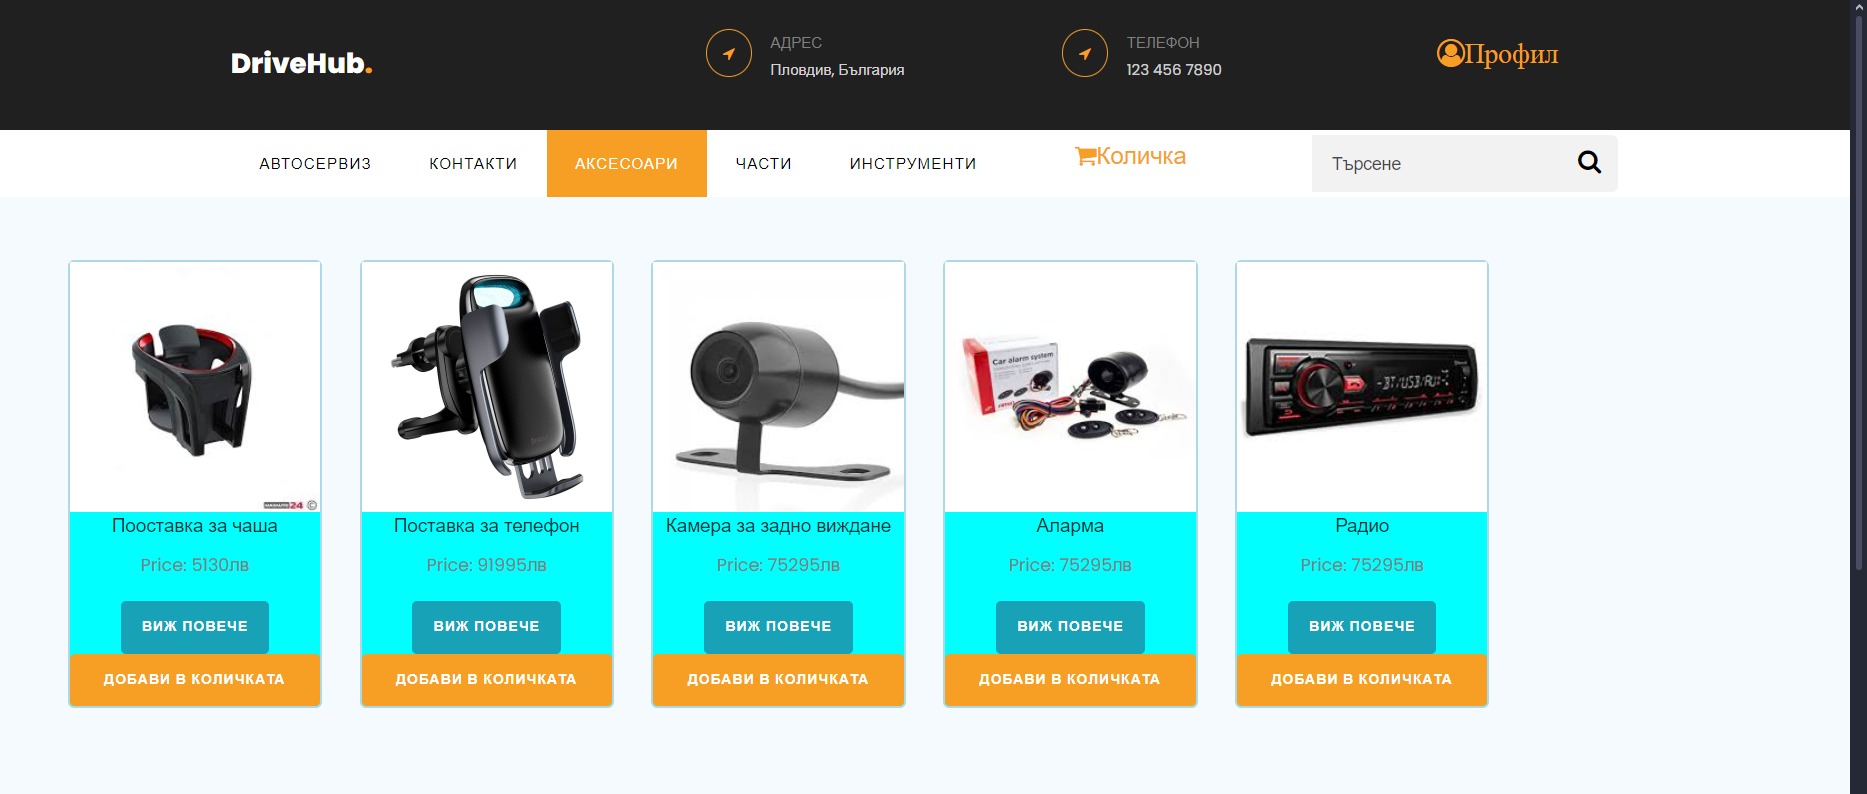 DriveHub.
АДРЕС
Пловдив, България
ТЕЛЕФОН
123 456 7890
Профил
АВТОСЕРВИЗ
КОНТАКТИ
АКСЕСОАРИ
ЧАСТИ
ИНСТРУМЕНТИ
Количка
Търсене
Car alarm system
BT/USB/AUX
24 ©
Пооставка за чаша
Поставка за телефон
Камера за задно виждане
Аларма
Радио
Price: 5130лв
Price: 91995лв
Price: 75295лв
Price: 75295лв
Price: 75295лв
ВИЖ ПОВЕЧЕ
ВИЖ ПОВЕЧЕ
ВИЖ ПОВЕЧЕ
ВИЖ ПОВЕЧЕ
ВИЖ ПОВЕЧЕ
ДОБАВИ В КОЛИЧКАТА
ДОБАВИ В КОЛИЧКАТА
ДОБАВИ В КОЛИЧКАТА
ДОБАВИ В КОЛИЧКАТА
ДОБАВИ В КОЛИЧКАТА